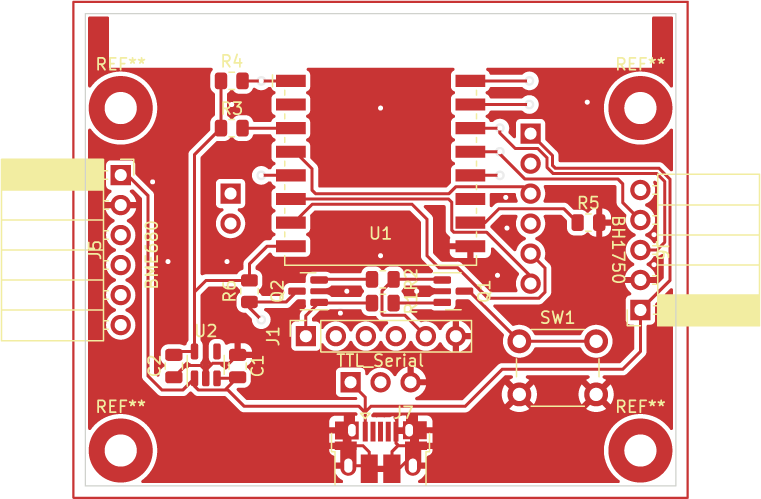 R4
REF**
REF**
R3
U1
R5
BH1750
J4
J5
BME680
R6
Q2
R2
R1
Q1
SW1
J1
U2
C2
C1
TTL_Serial
REF**
J7
REF**